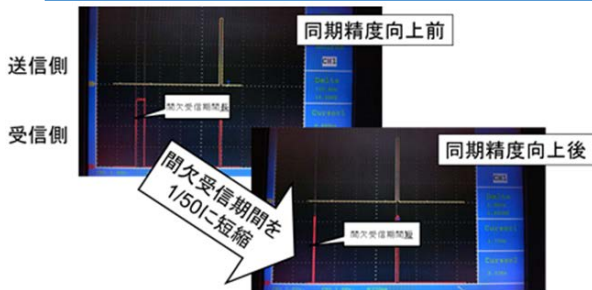 同期精度向上前
送信側
CH1
間欠受信期間長
受信側
同期精度向上後
間欠受信期間を
1/50に短縮
間欠受信期間短